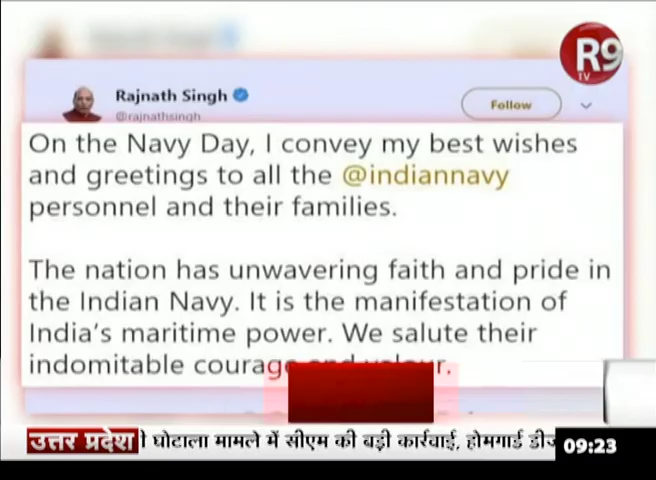 R9
TV
Rajnath Singh
@rajnathsingh
Follow
On the Navy Day, I convey my best wishes
and greetings to all the @indiannavy
personnel and their families.
The nation has unwavering faith and pride in
the Indian Navy. It is the manifestation of
India's maritime power. We salute their
indomitable courage and valour.
उत्तर प्रदेश घोटाला मामले में सीएम की बड़ी कार्रवाई, होमगार्ड 09:23